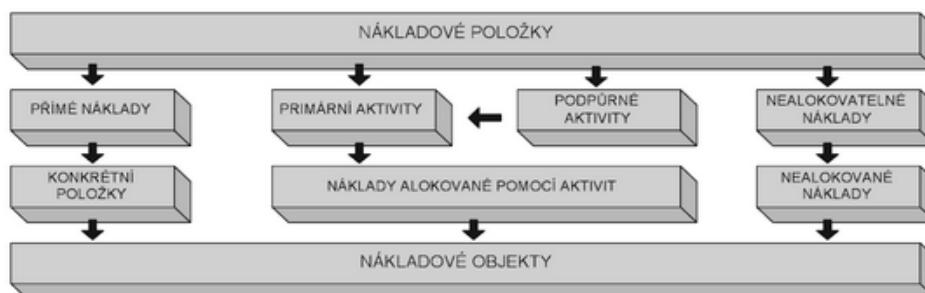 NÁKLADOVÉ POLOŽKY
PŘÍMÉ NÁKLADY
PRIMÁRNÍ AKTIVITY
PODPŮRNÉ
AKTIVITY
NEALOKOVATELNÉ
NÁKLADY
KONKRÉTNÍ
POLOŽKY
NÁKLADY ALOKOVANÉ POMOCÍ AKTIVIT
NEALOKOVANÉ
NÁKLADY
NÁKLADOVÉ OBJEKTY